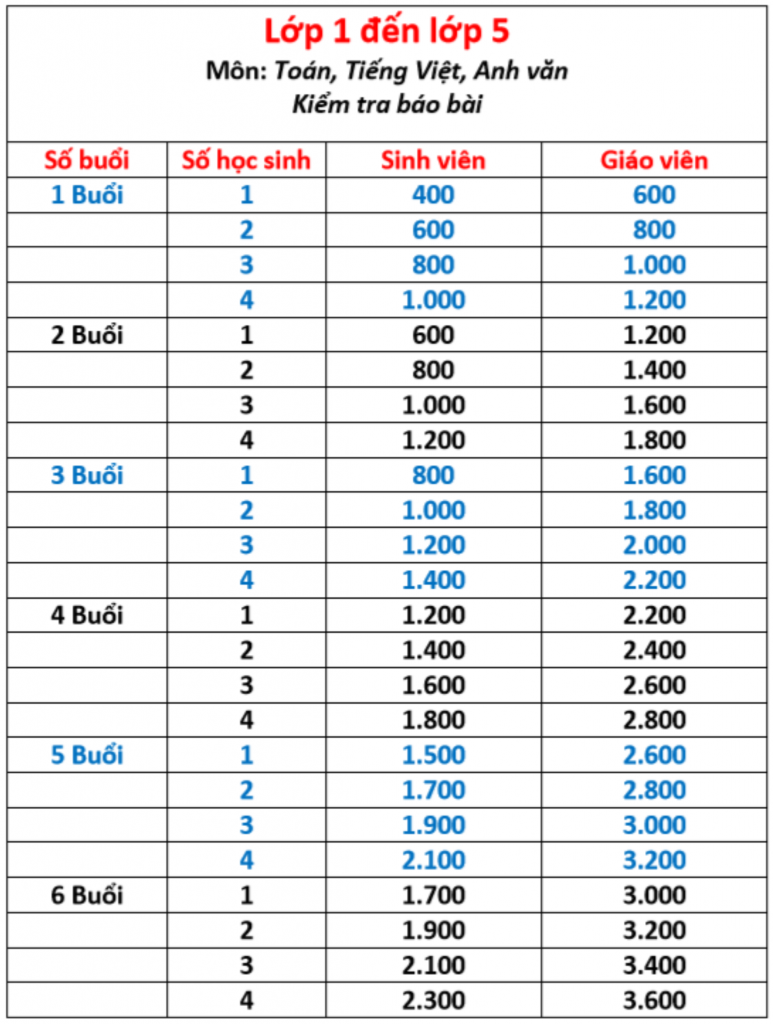 Lớp 1 đến lớp 5
Môn: Toán, Tiếng Việt, Anh văn
Kiểm tra báo bài
Số buổi Số học sinh Sinh viên Giáo viên
1 Buổi 1 400 600
2 600 800
3 800 1.000
4 1.000 1.200
2 Buổi 1 600 1.200
2 800 1.400
3 1.000 1.600
4 1.200 1.800
3 Buổi 1 800 1.600
2 1.000 1.800
3 1.200 2.000
4 1.400 2.200
4 Buổi 1 1.200 2.200
2 1.400 2.400
3 1.600 2.600
4 1.800 2.800
5 Buổi 1 1.500 2.600
2 1.700 2.800
3 1.900 3.000
4 2.100 3.200
6 Buổi 1 1.700 3.000
2 1.900 3.200
3 2.100 3.400
4 2.300 3.600